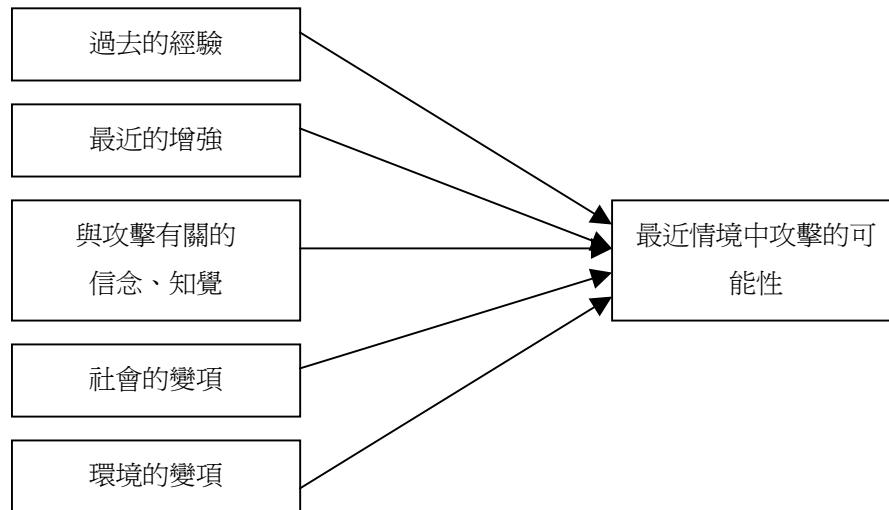 過去的經驗
最近的增強
與攻擊有關的
信念、知覺
最近情境中攻擊的可
能性
社會的變項
環境的變項